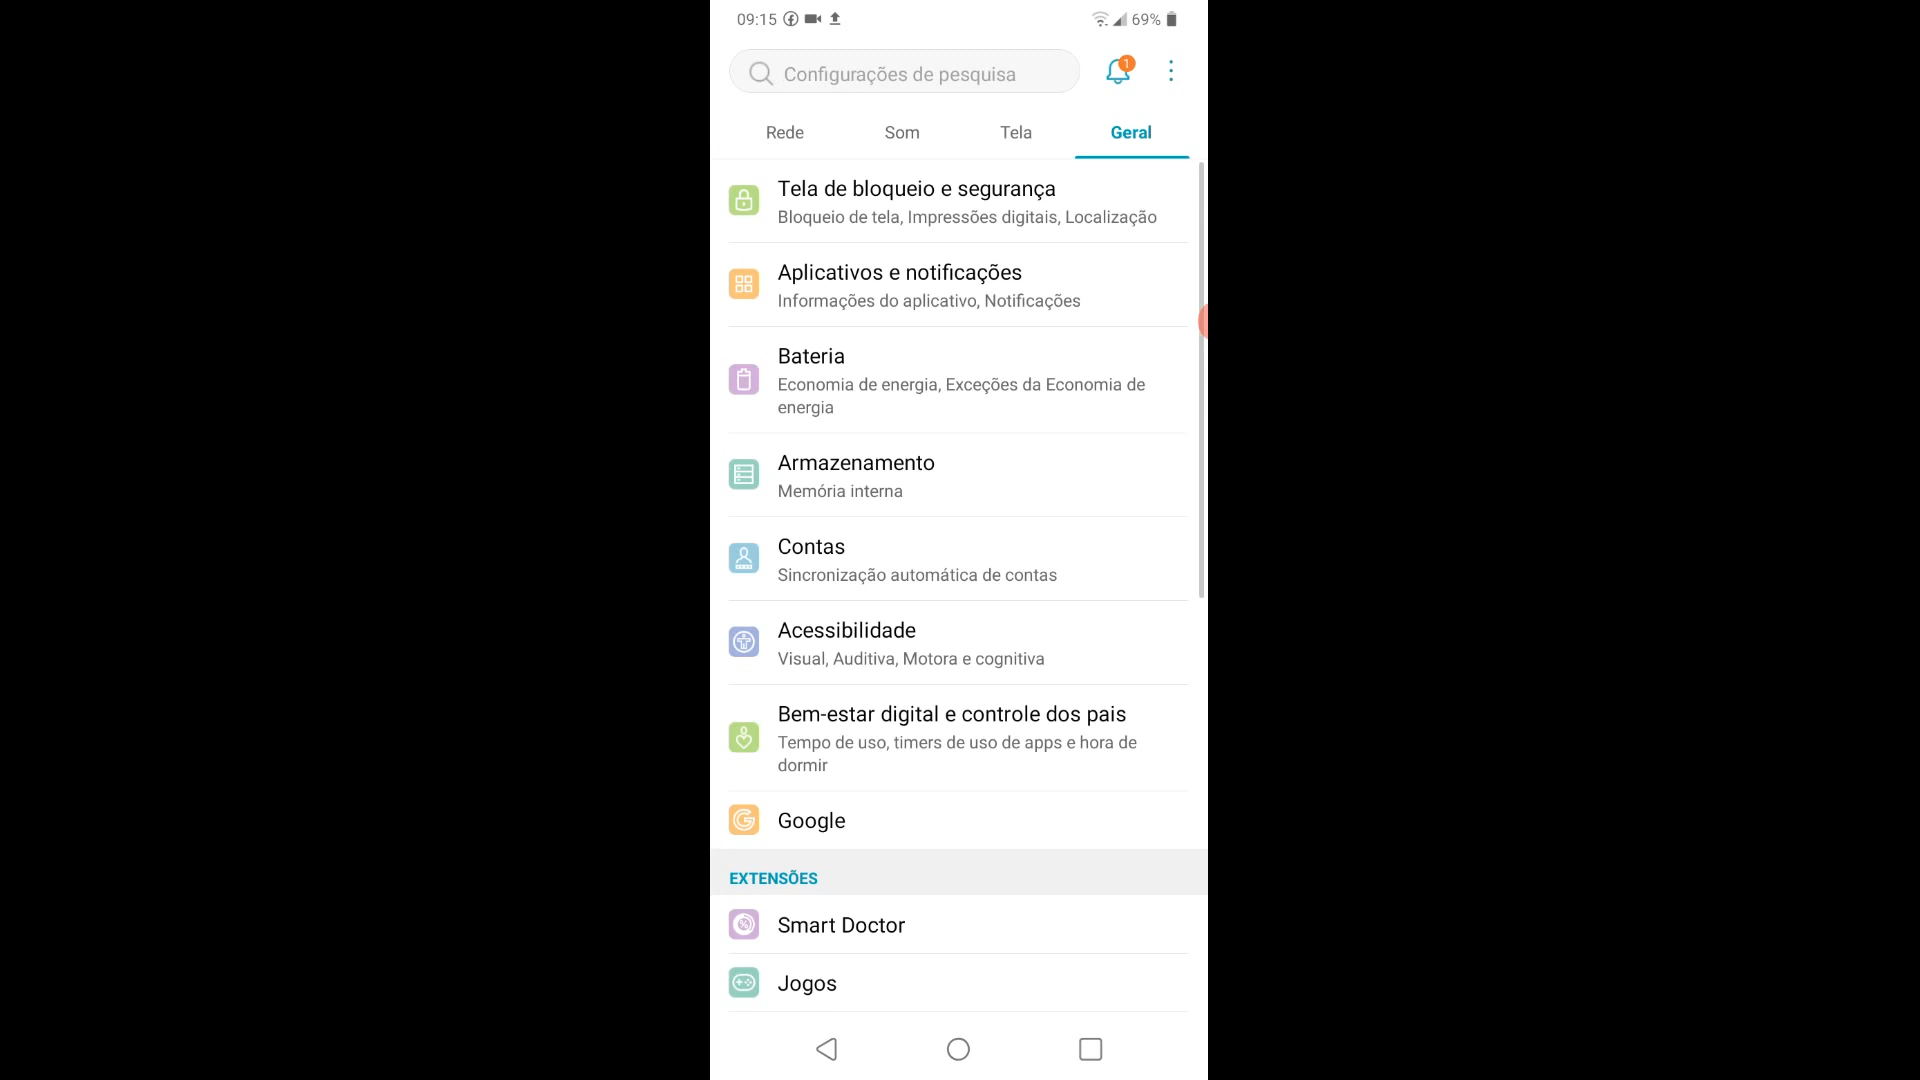 09:15
69%
Configurações de pesquisa
1
Rede Som Tela Geral
Tela de bloqueio e segurança
Bloqueio de tela, Impressões digitais, Localização
Aplicativos e notificações
Informações do aplicativo, Notificações
Bateria
Economia de energia, Exceções da Economia de
energia
Armazenamento
Memória interna
Contas
Sincronização automática de contas
Acessibilidade
Visual, Auditiva, Motora e cognitiva
Bem-estar digital e controle dos pais
Tempo de uso, timers de uso de apps e hora de
dormir
Google
EXTENSÕES
Smart Doctor
Jogos